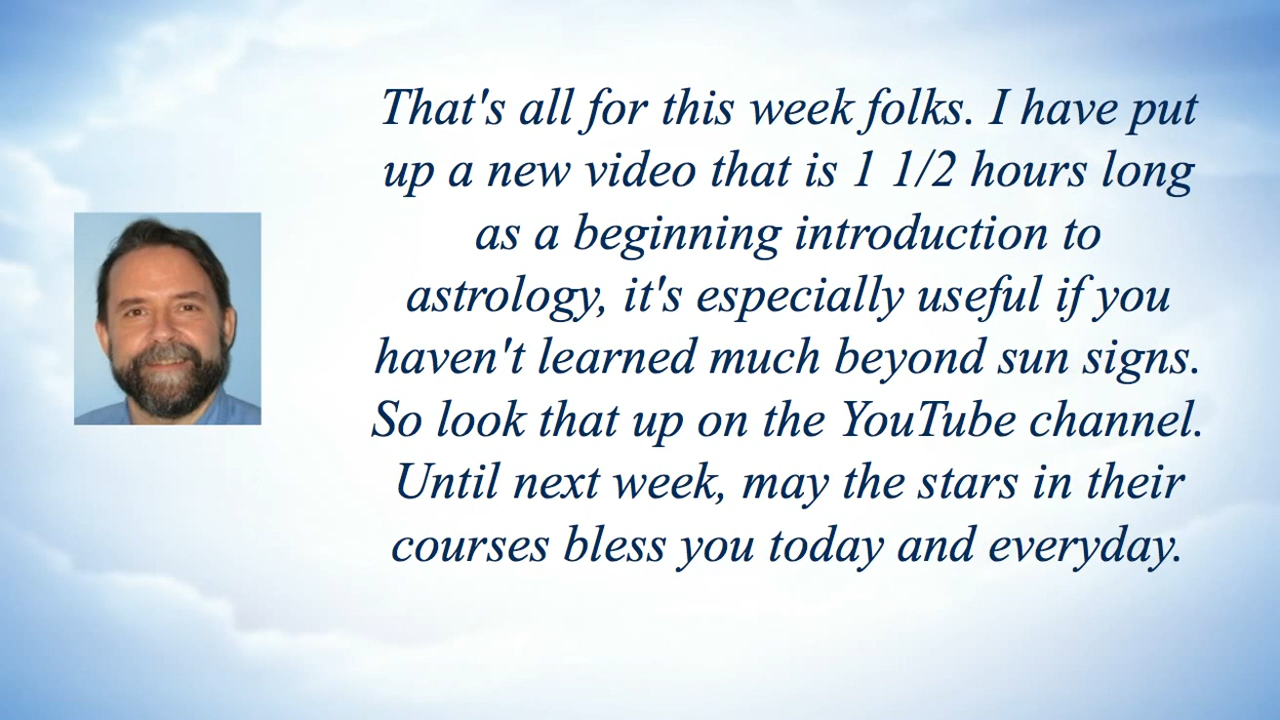 That's all for this week folks. I have put
up a new video that is 1 1/2 hours long
as a beginning introduction to
astrology, it's especially useful if you
haven't learned much beyond sun signs.
So look that up on the YouTube channel.
Until next week, may the stars in their
courses bless you today and everyday.